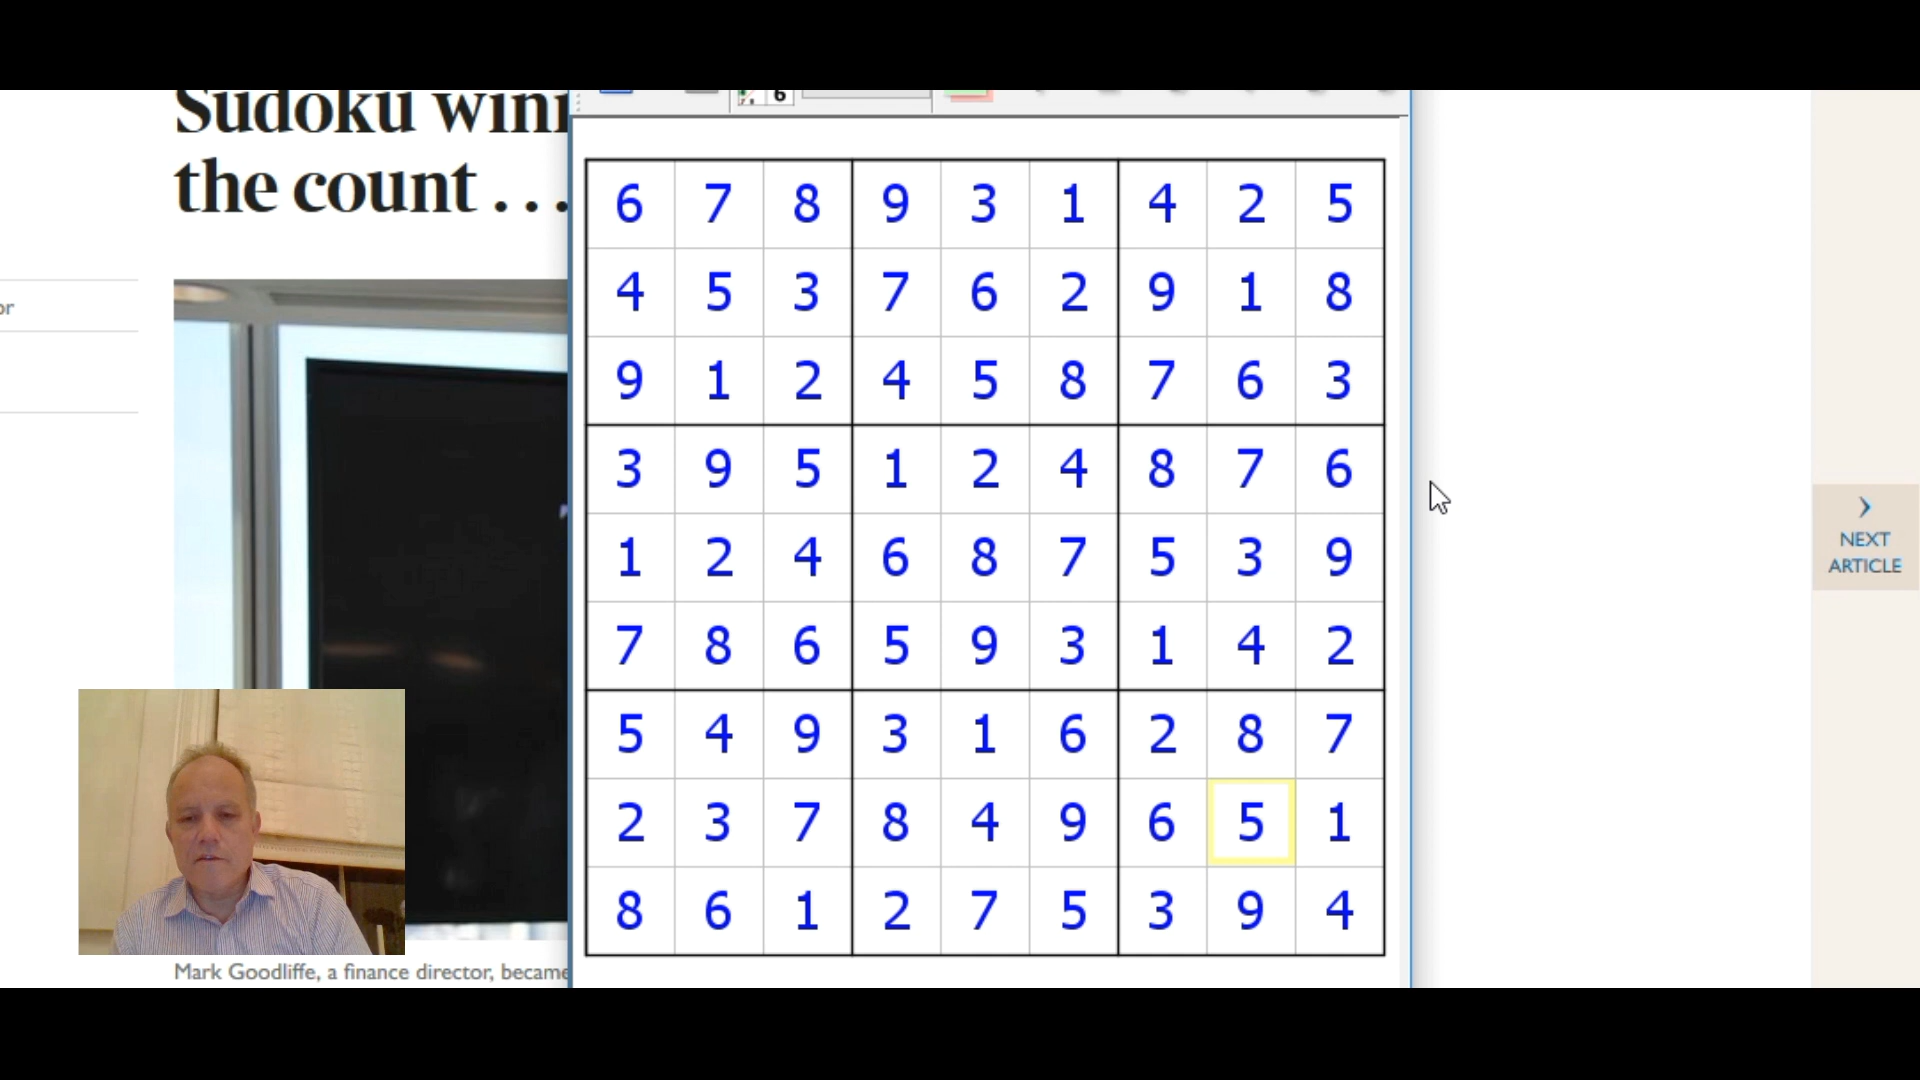 Sudoku win
the count . . .
or
6
6 7 8 9 3 1 4 2 5
4 5 3 7 6 2 9 1 8
9 1 2 4 5 8 7 6 3
3 9 5 1 2 4 8 7 6
1 2 4 6 8 7 5 3 9
7 8 6 5 9 3 1 4 2
5 4 9 3 1 6 2 8 7
2 3 7 8 4 9 6 5 1
8 6 1 2 7 5 3 9 4
NEXT
ARTICLE
Mark Goodliffe, a finance director, became